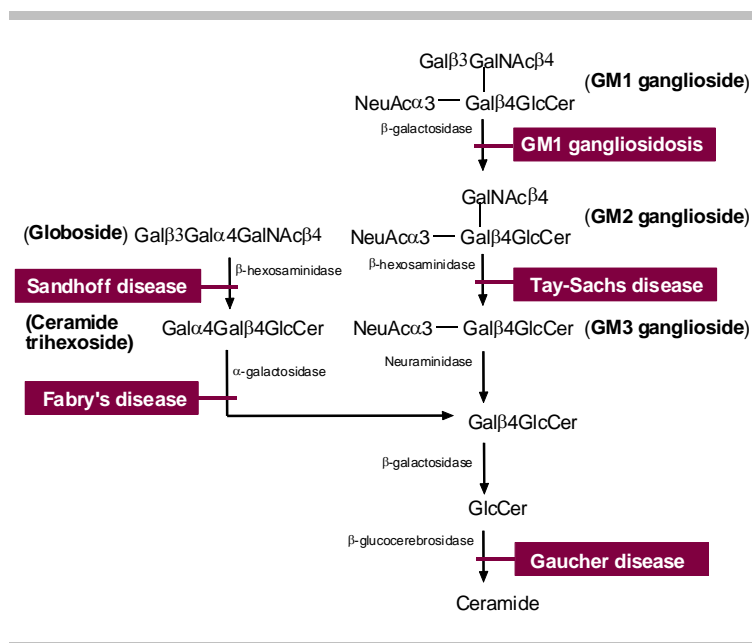 Galβ3GalNAcβ4
(GM1 ganglioside)
NeuAcα3 — Galβ4GlcCer
β-galactosidase
GM1 gangliosidosis
GalNAcβ4
(GM2 ganglioside)
(Globoside) Galβ3Galα4GalNAcβ4
NeuAcα3 — Galβ4GlcCer
β-hexosaminidase
β-hexosaminidase
Sandhoff disease
Tay-Sachs disease
(Ceramide
trihexoside)
Galα4Galβ4GlcCer
NeuAcα3 — Galβ4GlcCer
(GM3 ganglioside)
α-galactosidase
Neuraminidase
Fabry's disease
Galβ4GlcCer
β-galactosidase
GlcCer
β-glucocerebrosidase
Gaucher disease
Ceramide